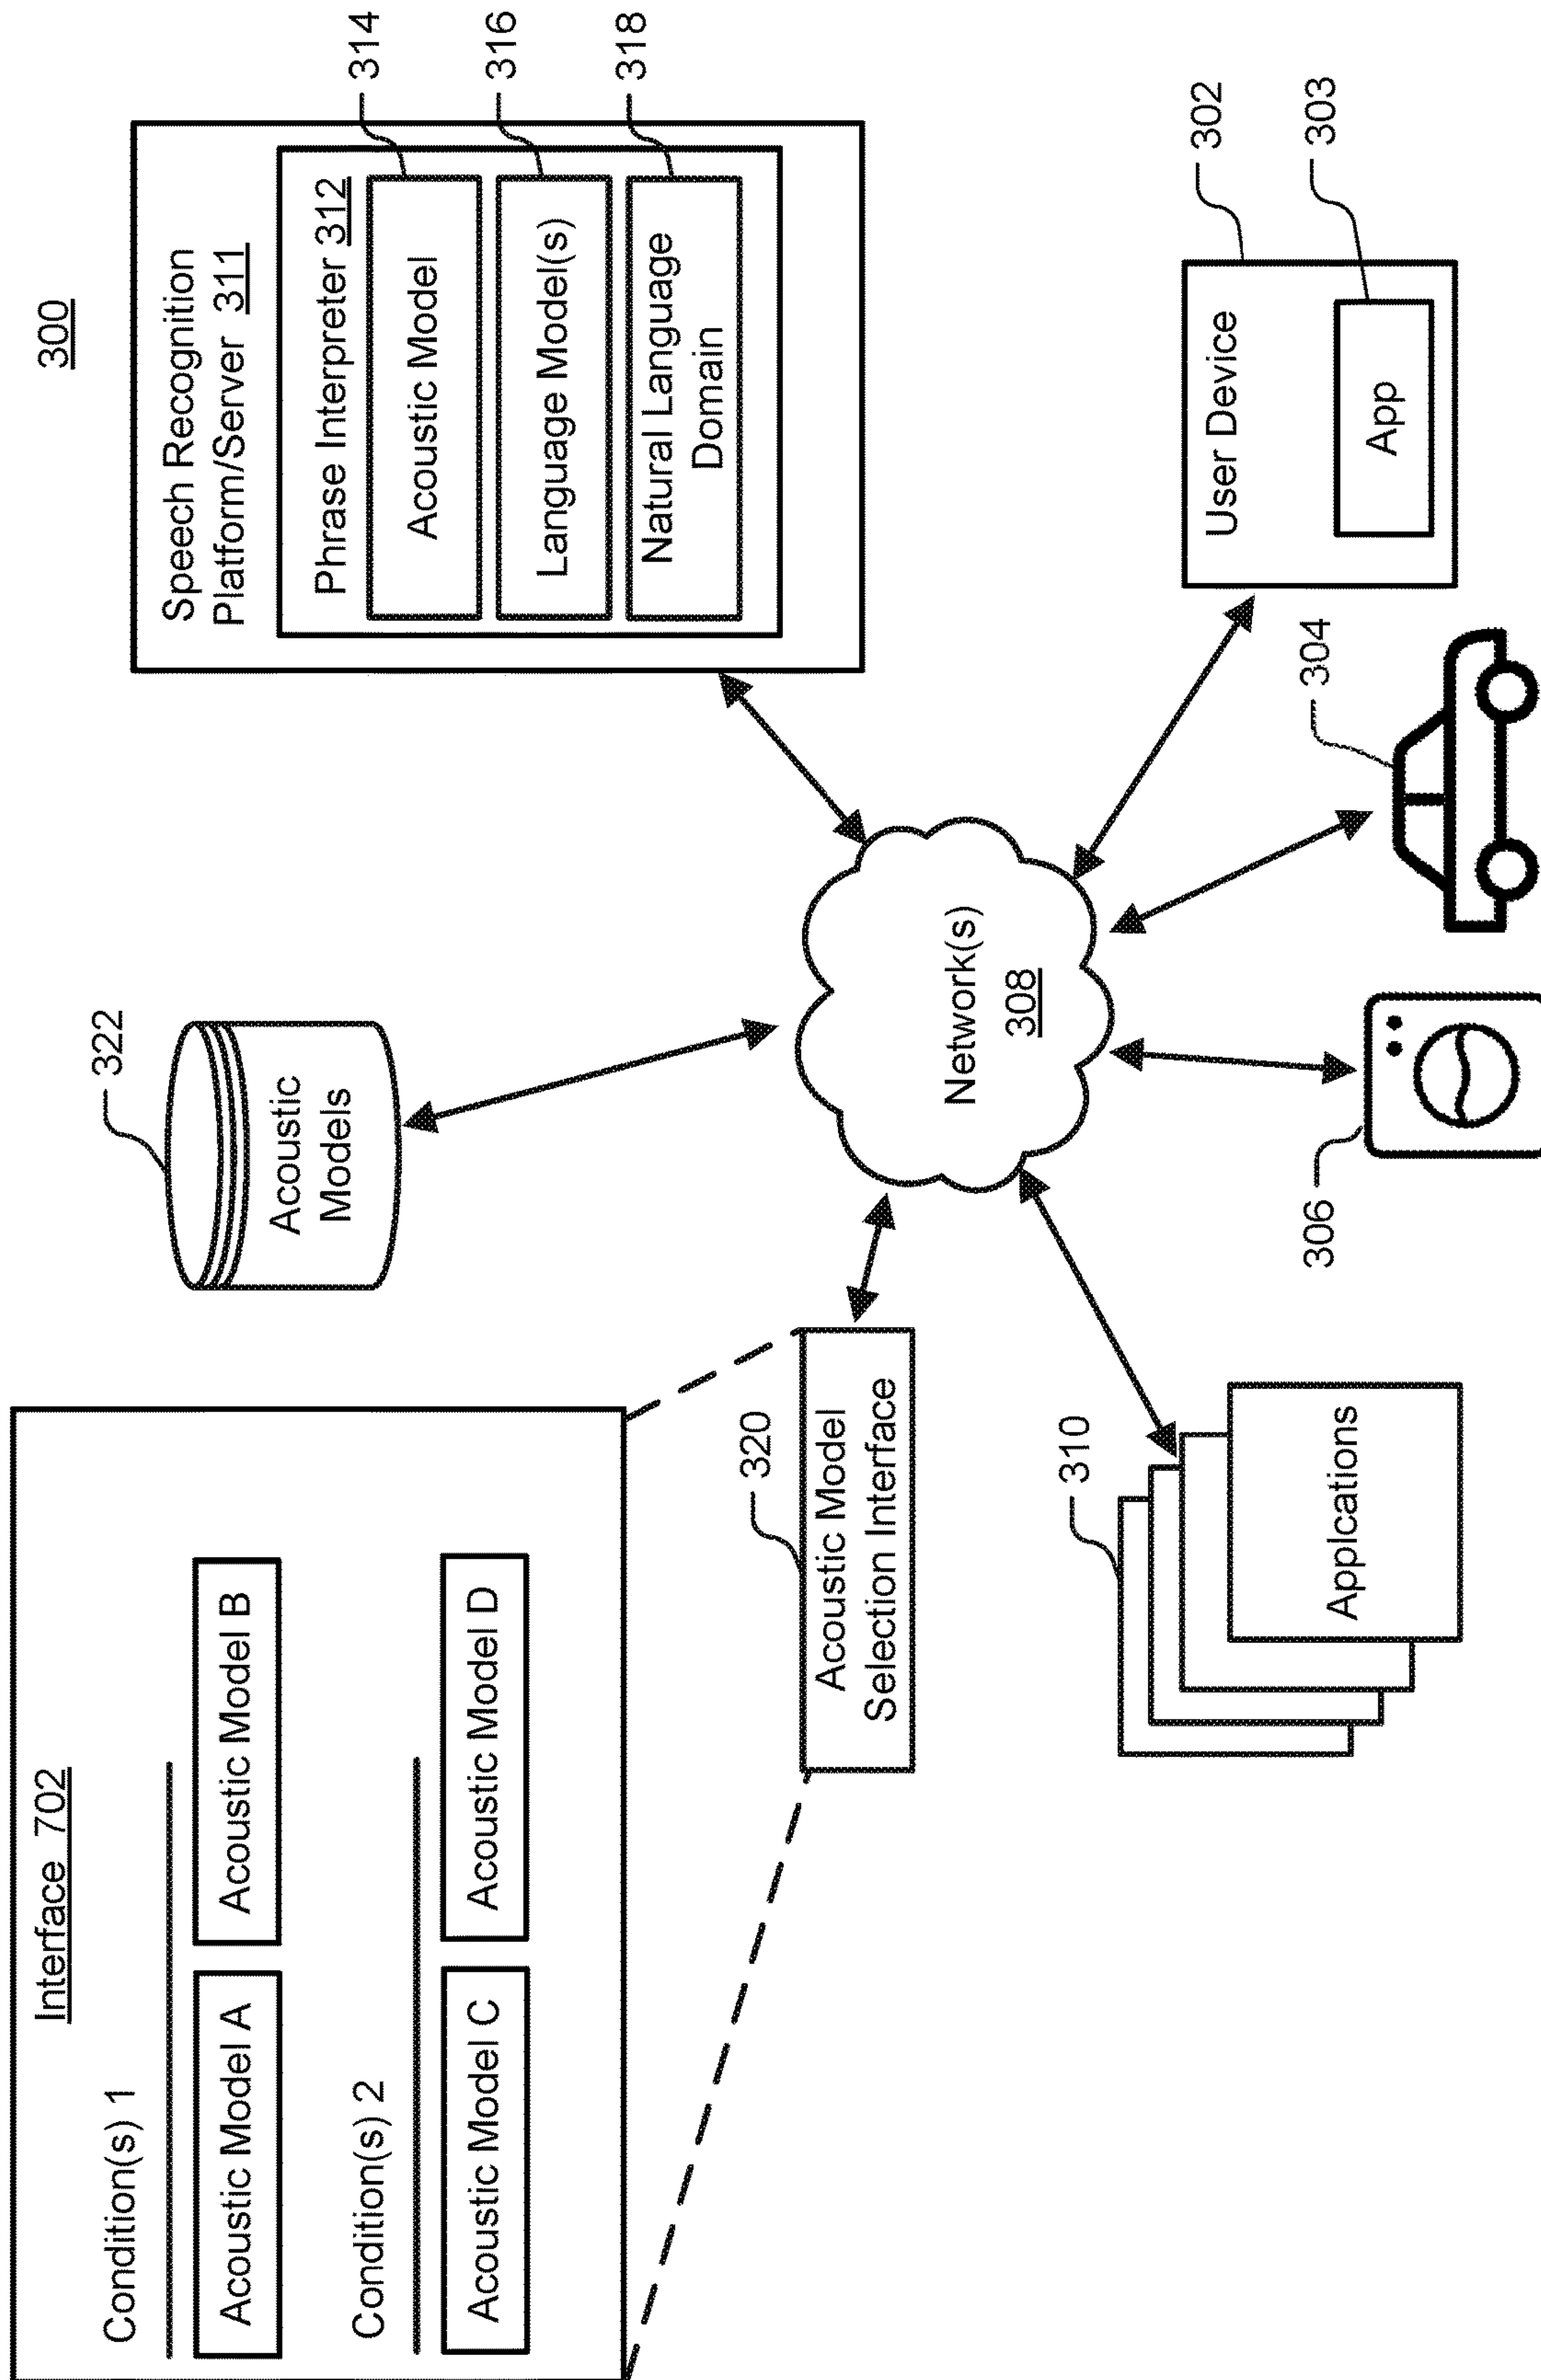 300
Interface 702
Condition(s) 1
Acoustic Model A
Acoustic Model B
Condition(s) 2
Acoustic Model C
Acoustic Model D
322
Acoustic
Models
Speech Recognition
Platform/Server 311
Phrase Interpreter 312
Acoustic Model
Language Model(s)
Natural Language
Domain
314
316
318
320
Acoustic Model
Selection Interface
Network(s)
308
310
Applcations
306
304
User Device
App
302
303